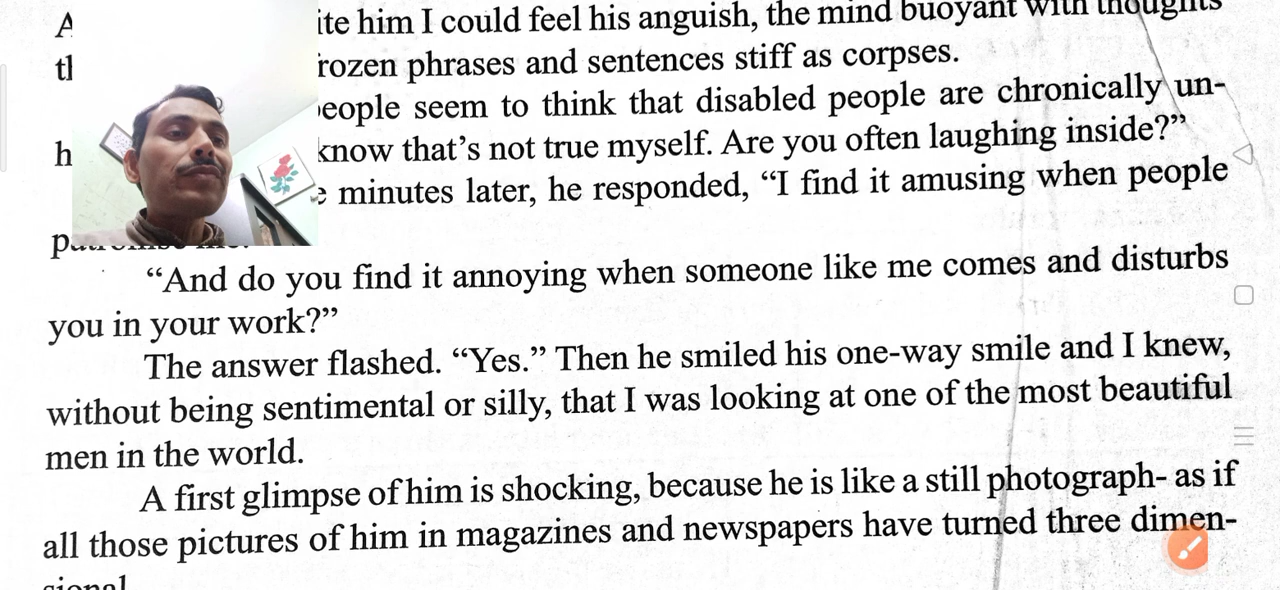 him I could feel his anguish, the mind buoyant with thoughts
phrases and sentences stiff as corpses.
seem to think that disabled people are chronically un-
know that’s not true myself. Are you often laughing inside?”
minutes later, he responded, “I find it amusing when people
“And do you find it annoying when someone like me comes and disturbs
you in your work?”
The answer flashed. “Yes.” Then he smiled his one-way smile and I knew,
without being sentimental or silly, that I was looking at one of the most beautiful
men in the world.
A first glimpse of him is shocking, because he is like a still photograph- as if
all those pictures of him in magazines and newspapers have turned three dimen-